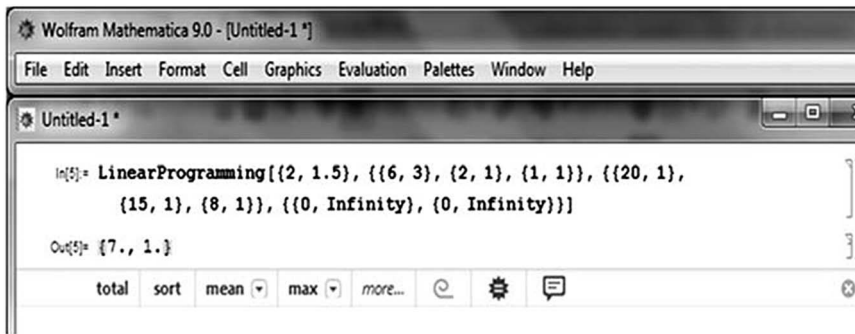 Wolfram Mathematica 9.0 - [Untitled-1 *]
File Edit Insert Format Cell Graphics Evaluation Palettes Window Help
Untitled-1 *
In[5]:= LinearProgramming[{2, 1.5}, {{6, 3}, {2, 1}, {1, 1}}, {{20, 1},
{15, 1}, {8, 1}}, {{0, Infinity}, {0, Infinity}}]
Out[5]= {7., 1.}
total sort mean max more...